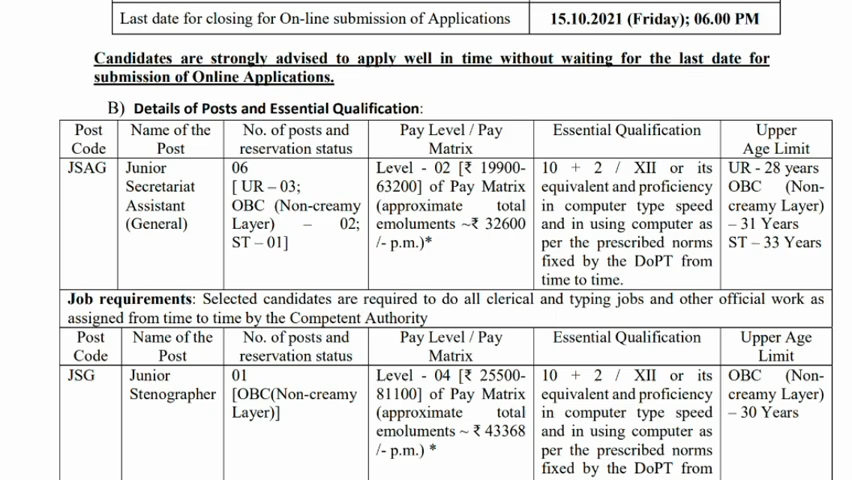 Last date for closing for On-line submission of Applications 15.10.2021 (Friday); 06.00 PM
Candidates are strongly advised to apply well in time without waiting for the last date for
submission of Online Applications.
B) Details of Posts and Essential Qualification:
Post Code Name of the Post No. of posts and reservation status Pay Level / Pay Matrix Essential Qualification Upper Age Limit
JSAG Junior Secretariat Assistant (General)
06
[ UR – 03;
OBC (Non-creamy
Layer) – 02;
ST – 01]
Level - 02 [₹ 19900-
63200] of Pay Matrix
(approximate total
emoluments ~₹ 32600
/- p.m.)*
10 + 2 / XII or its
equivalent and proficiency
in computer type speed
and in using computer as
per the prescribed norms
fixed by the DoPT from
time to time.
UR - 28 years
OBC (Non-
creamy Layer)
– 31 Years
ST – 33 Years
Job requirements: Selected candidates are required to do all clerical and typing jobs and other official work as
assigned from time to time by the Competent Authority
Post Code Name of the Post No. of posts and reservation status Pay Level / Pay Matrix Essential Qualification Upper Age Limit
JSG Junior Stenographer
01
[OBC(Non-creamy
Layer)]
Level - 04 [₹ 25500-
81100] of Pay Matrix
(approximate total
emoluments ~ ₹ 43368
/- p.m.) *
10 + 2 / XII or its
equivalent and proficiency
in computer type speed
and in using computer as
per the prescribed norms
fixed by the DoPT from
OBC (Non-
creamy Layer)
– 30 Years